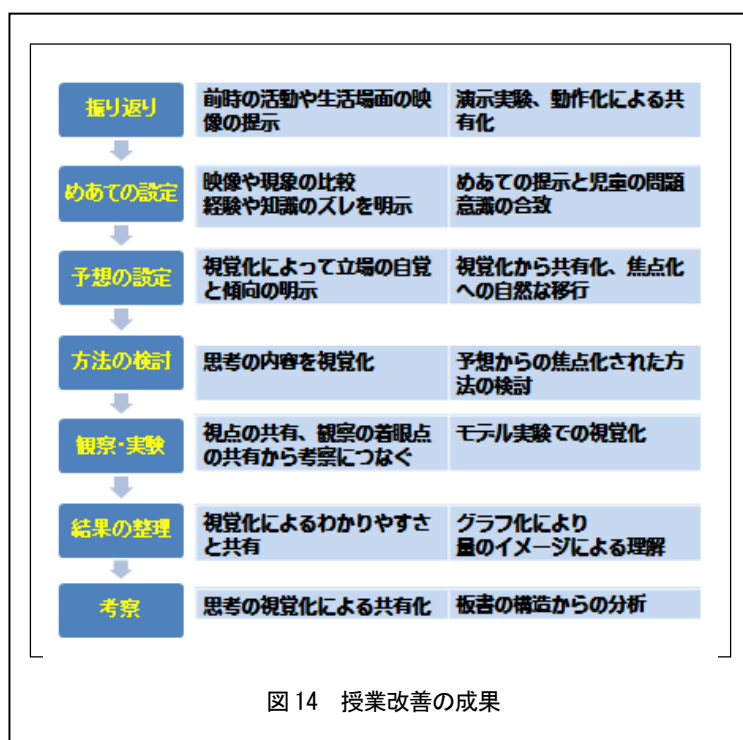 振り返り
前時の活動や生活場面の映
像の提示
演示実験、動作化による共
有化
めあての設定
映像や現象の比較
経験や知識のズレを明示
めあての提示と児童の問題
意識の合致
予想の設定
視覚化によって立場の自覚
と傾向の明示
視覚化から共有化、焦点化
への自然な移行
方法の検討
思考の内容を視覚化
予想からの焦点化された方
法の検討
観察・実験
視点の共有、観察の着眼点
の共有から考察につなぐ
モデル実験での視覚化
結果の整理
視覚化によるわかりやすさ
と共有
グラフ化により
量のイメージによる理解
考察
思考の視覚化による共有化
板書の構造からの分析
図14 授業改善の成果